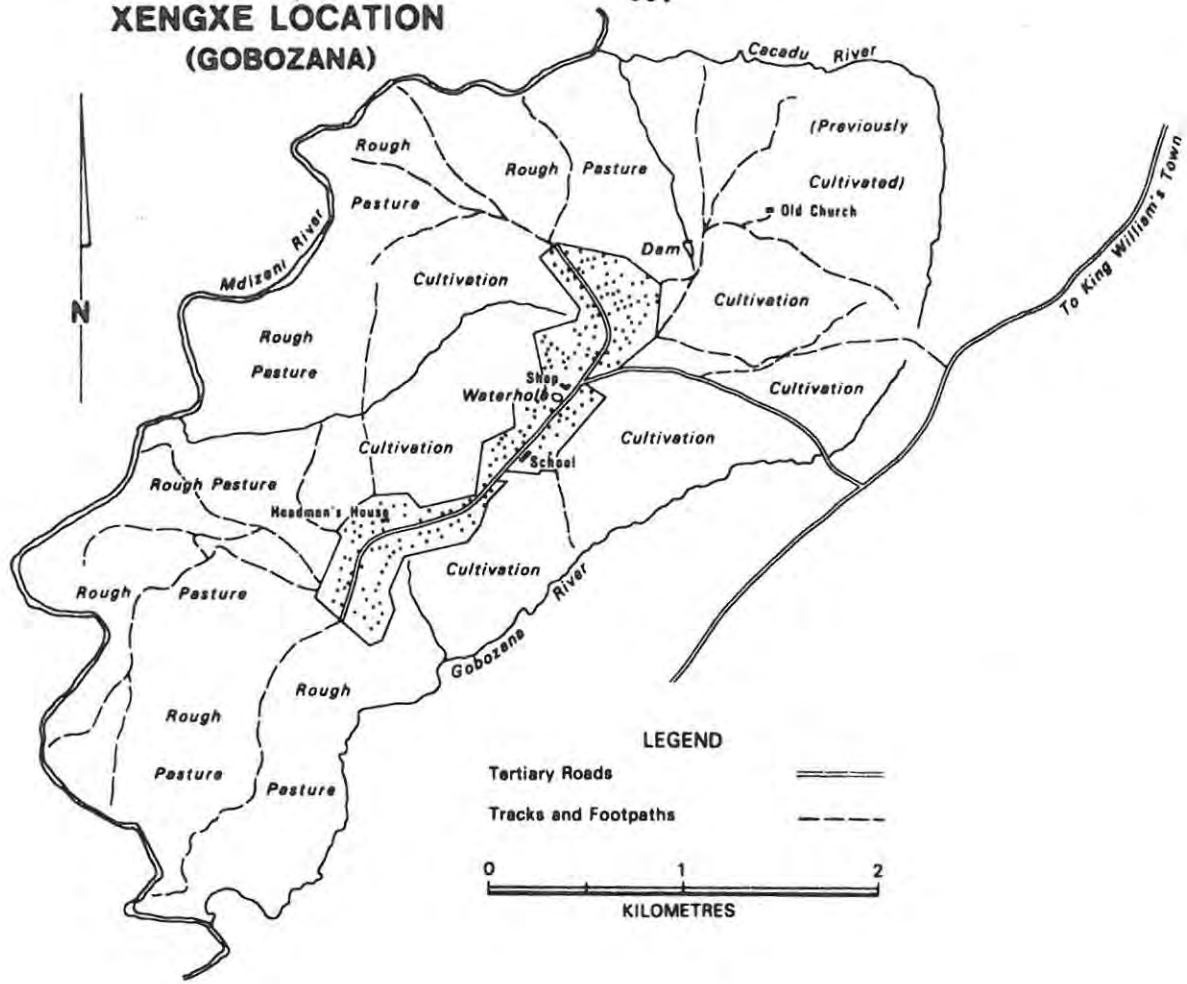 XENGXE LOCATION
(GOBOZANA)
Cacadu River
(Previously
Cultivated)
Rough
Pasture
Rough Pasture
Old Church
Dam
To King William's Town
Mdizeni River
N
Cultivation
Cultivation
Rough
Pasture
Shop
Waterhole
Cultivation
Cultivation
Cultivation
School
Rough Pasture
Headman's House
Cultivation
Rough Pasture
Gobozana River
Rough
Pasture
Rough
Pasture
LEGEND
Tertiary Roads
Tracks and Footpaths
0 1 2
KILOMETRES